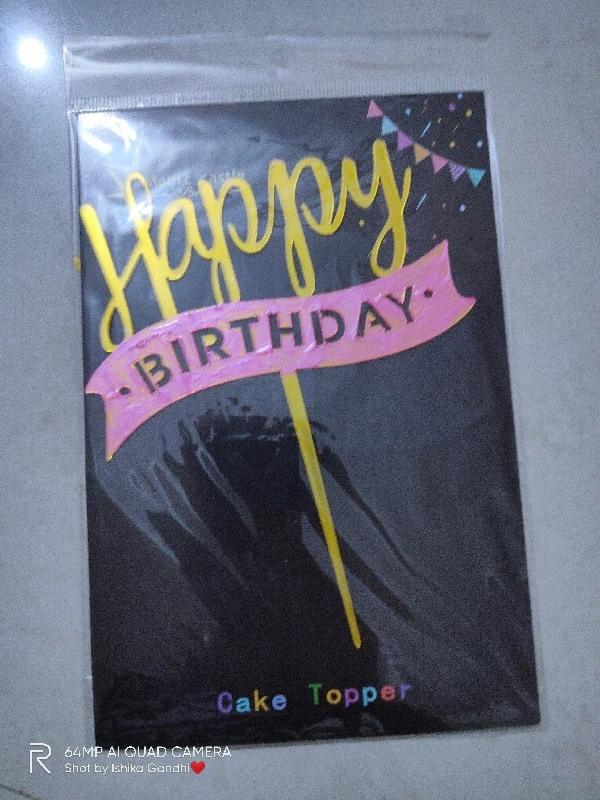 Happy
·BIRTHDAY·
Cake Topper
64MP AI QUAD CAMERA
Shot by Ishika Gandhi❤️